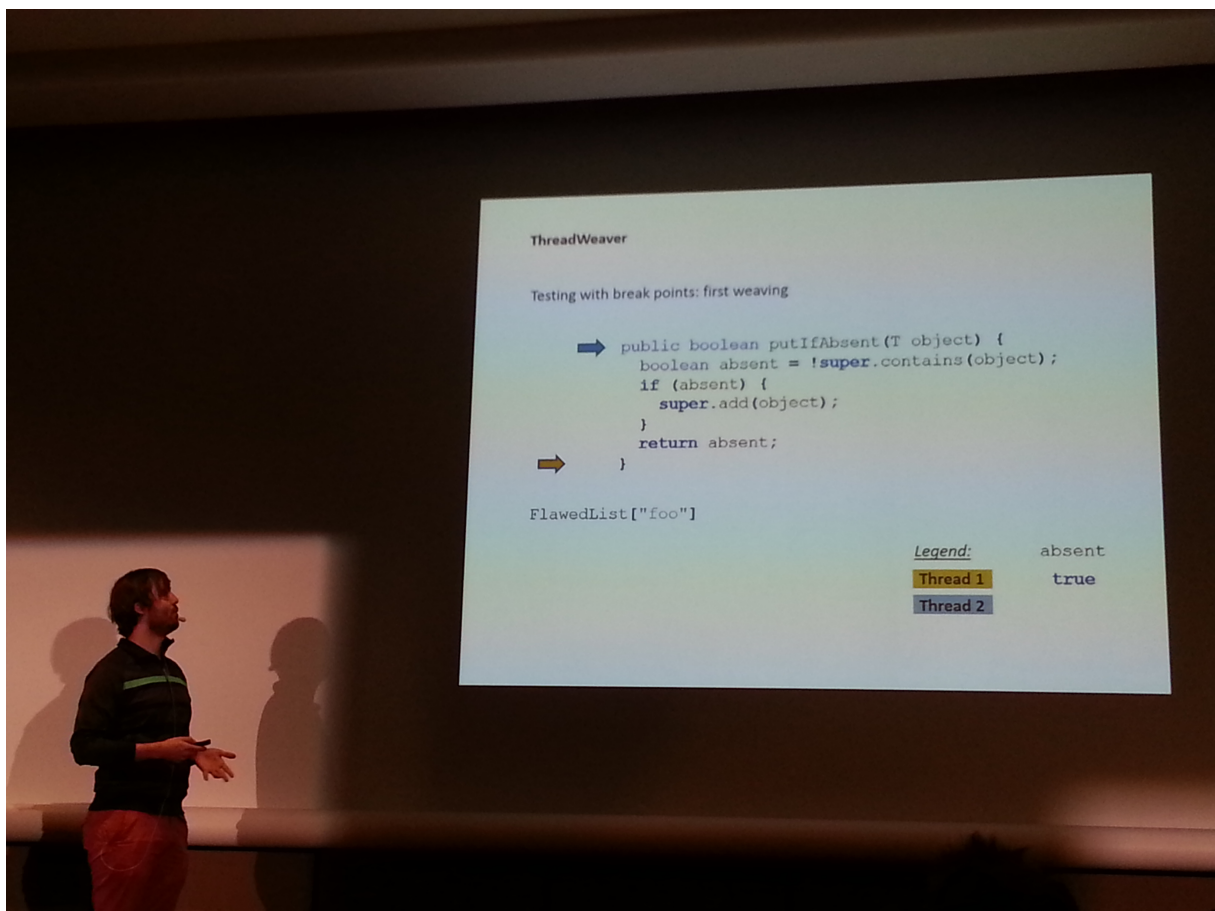 ThreadWeaver
Testing with break points: first weaving
public boolean putIfAbsent(T object) {
boolean absent = !super.contains(object);
if (absent) {
super.add(object);
}
return absent;
}
FlawedList["foo"]
Legend: absent
Thread 1 true
Thread 2